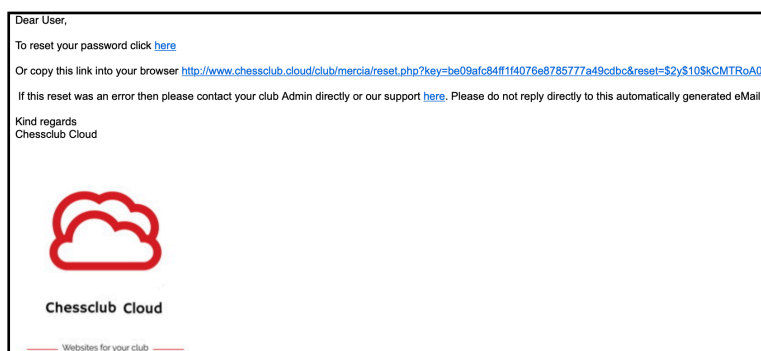 Dear User,
To reset your password click here
Or copy this link into your browser http://www.chessclub.cloud/club/mercia/reset.php?key=be09afc84ff1f4076e8785777a49cdbc&reset=$2y$10$kCMTRoA0
If this reset was an error then please contact your club Admin directly or our support here. Please do not reply directly to this automatically generated eMail
Kind regards
Chessclub Cloud
Chessclub Cloud
Websites for your club